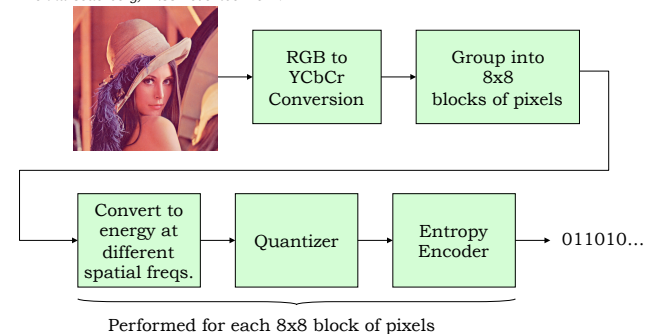 RGB to
YCbCr
Conversion
Group into
8x8
blocks of pixels
Convert to
energy at
different
spatial freqs.
Quantizer
Entropy
Encoder
011010…
Performed for each 8x8 block of pixels